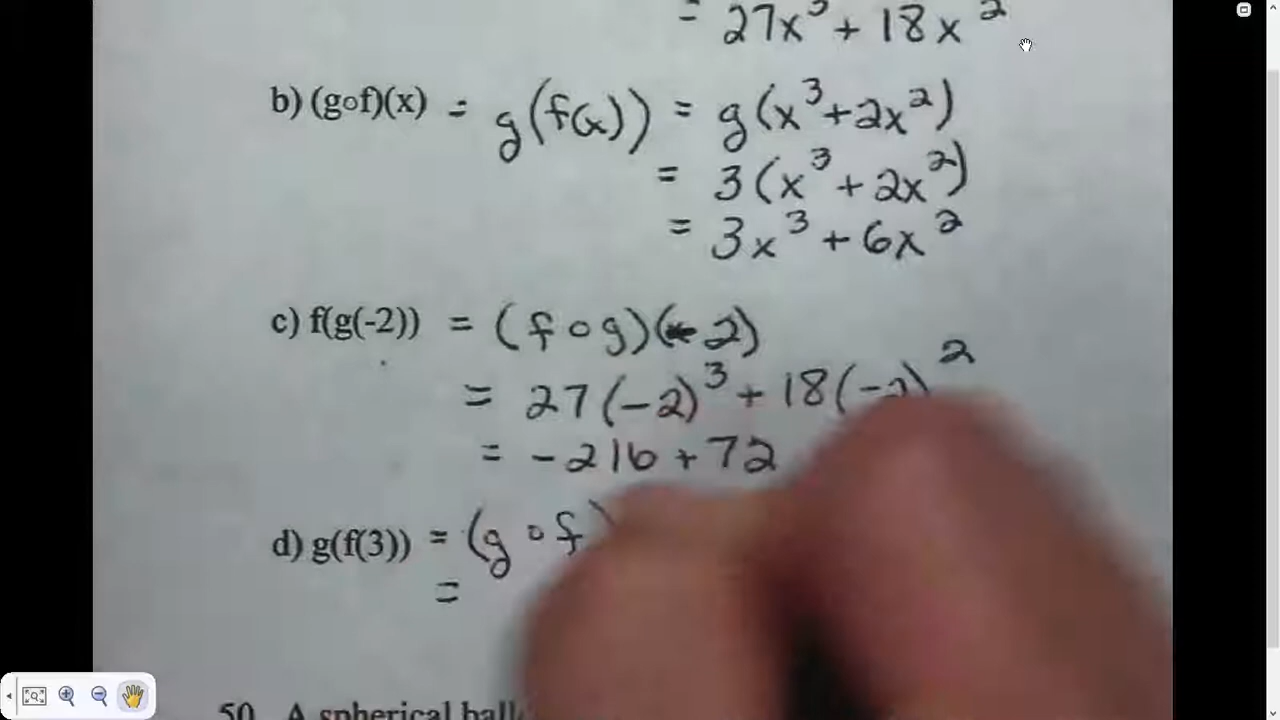 = 27x³ + 18x²
b) (g∘f)(x) = g(f(x)) = g(x³+2x²)
= 3(x³ + 2x²)
= 3x³ + 6x²
c) f(g(-2)) = (f∘g)(-2)
= 27(-2)³ + 18(-2)²
= -216 + 72
d) g(f(3)) = (g∘f)
=
50. A spherical ball